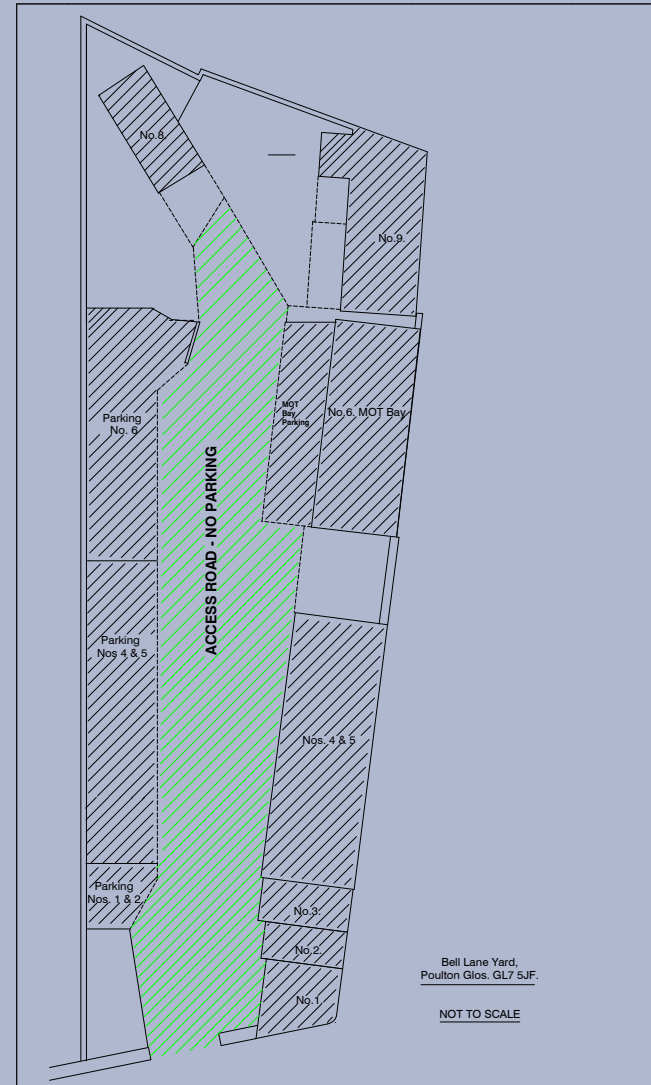 No.8.
No.9.
MOT
Bay
Parking
No.6. MOT Bay
Parking
No. 6
ACCESS ROAD - NO PARKING
Parking
Nos 4 & 5
Nos. 4 & 5
Parking
Nos. 1 & 2.
No.3.
No.2.
No.1.
Bell Lane Yard,
Poulton Glos. GL7 5JF.
NOT TO SCALE